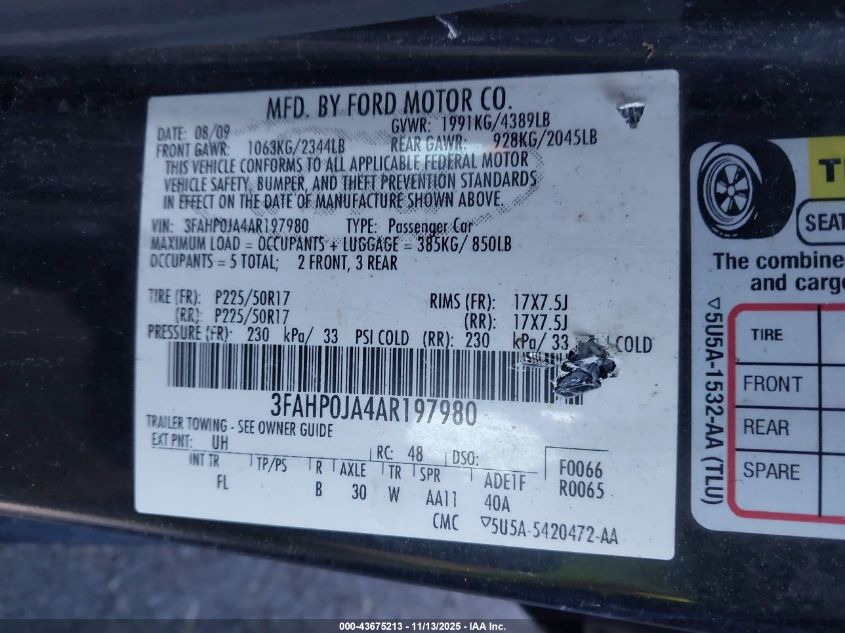 MFD. BY FORD MOTOR CO.
DATE: 08/09 GVWR: 1991KG/4389LB
FRONT GAWR: 1063KG/2344LB REAR GAWR: 928KG/2045LB
THIS VEHICLE CONFORMS TO ALL APPLICABLE FEDERAL MOTOR
VEHICLE SAFETY, BUMPER, AND THEFT PREVENTION STANDARDS
IN EFFECT ON THE DATE OF MANUFACTURE SHOWN ABOVE.
VIN: 3FAHP0JA4AR197980 TYPE: Passenger Car
MAXIMUM LOAD = OCCUPANTS + LUGGAGE = 385KG/ 850LB
OCCUPANTS = 5 TOTAL; 2 FRONT, 3 REAR
TIRE (FR): P225/50R17 RIMS (FR): 17X7.5J
(RR): P225/50R17 (RR): 17X7.5J
PRESSURE (FR): 230 kPa/ 33 PSI COLD (RR): 230 kPa/ 33 COLD
3FAHP0JA4AR197980
TRAILER TOWING - SEE OWNER GUIDE
EXT PNT: UH RC: 48 DSO: F0066
INT TR TP/PS R AXLE TR SPR ADE1F R0065
FL B 30 W AA11 40A
CMC ▽5U5A-5420472-AA
SEAT
The combine
and cargo
TIRE
FRONT
REAR
SPARE
▽5U5A-1532-AA (TLU)
000-43675213 - 11/13/2025 - IAA Inc.